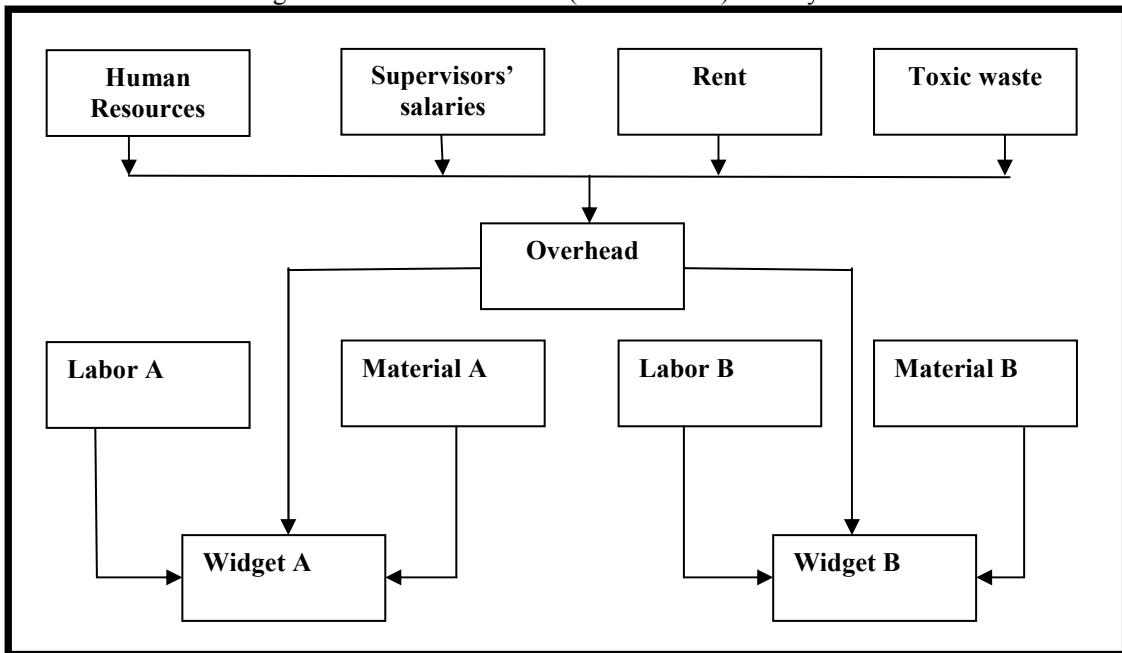 Human
Resources
Supervisors’
salaries
Rent
Toxic waste
Overhead
Labor A
Material A
Labor B
Material B
Widget A
Widget B